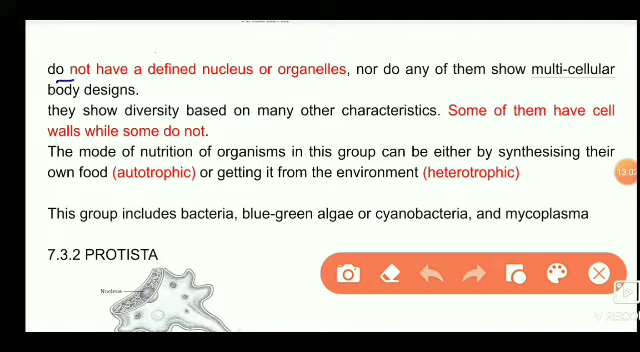 do not have a defined nucleus or organelles, nor do any of them show multi-cellular
body designs.
they show diversity based on many other characteristics. Some of them have cell
walls while some do not.
The mode of nutrition of organisms in this group can be either by synthesising their
own food (autotrophic) or getting it from the environment (heterotrophic)
This group includes bacteria, blue-green algae or cyanobacteria, and mycoplasma
7.3.2 PROTISTA
Nucleus